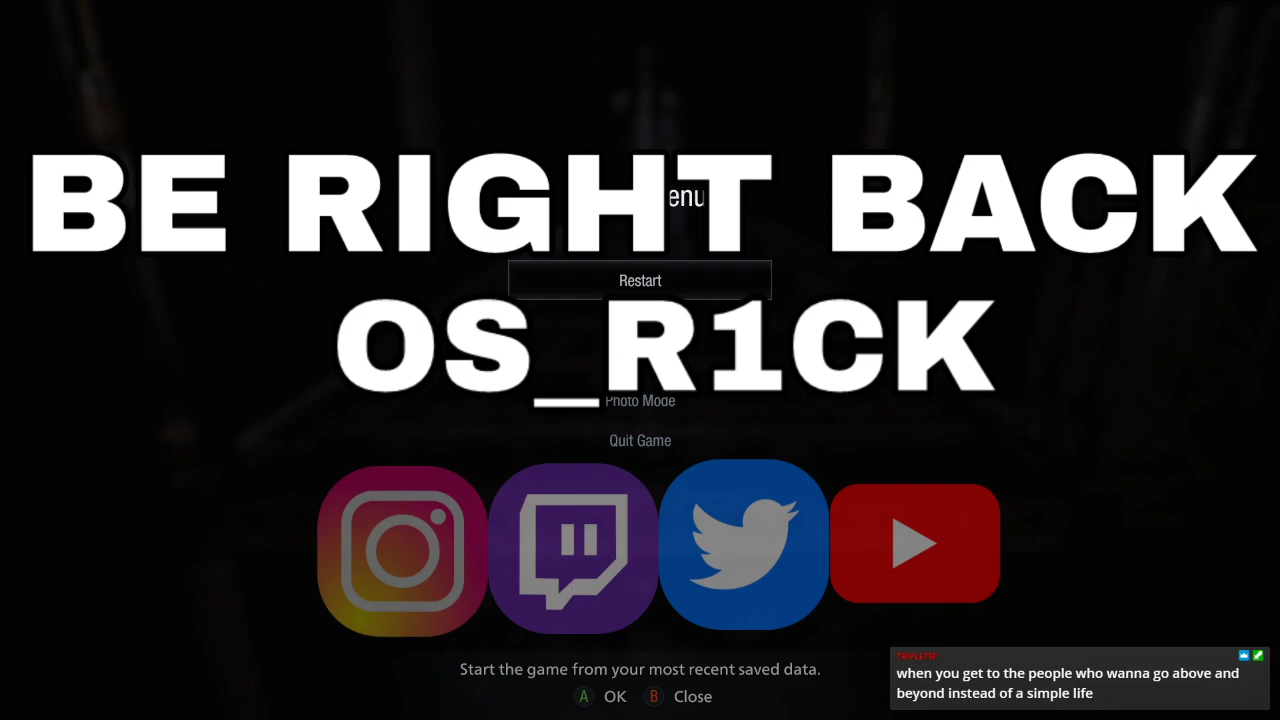 BE RIGHT BACK
enu
Restart
OS_R1CK
Photo Mode
Quit Game
Start the game from your most recent saved data.
A OK B Close
TRIPLETSP
when you get to the people who wanna go above and
beyond instead of a simple life